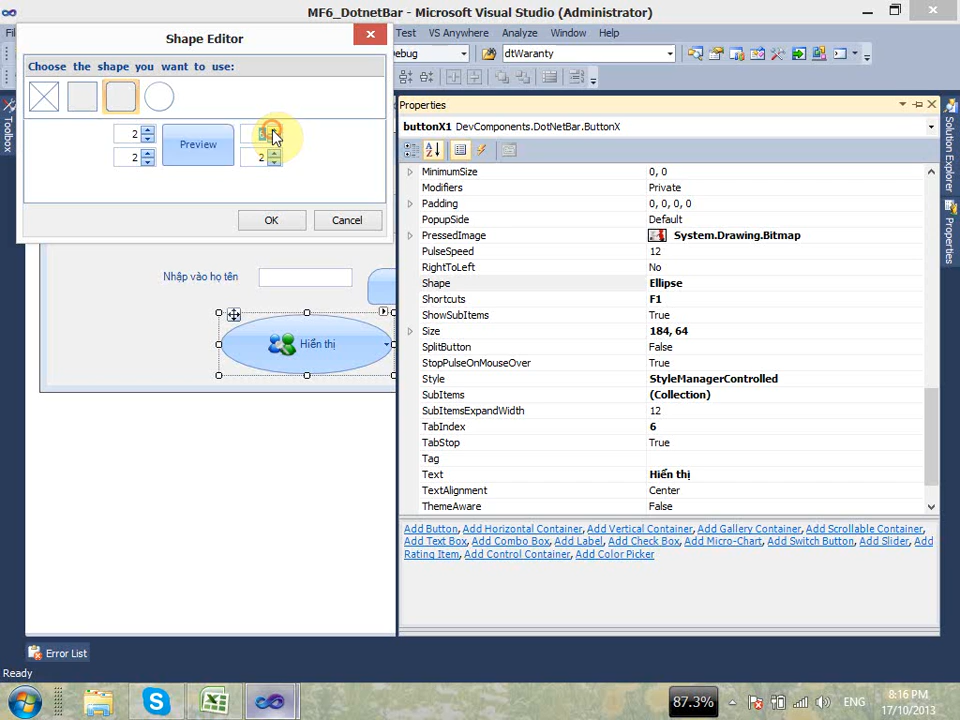 MF6_DotnetBar - Microsoft Visual Studio (Administrator)
Test VS Anywhere Analyze Window Help
Debug
dtWaranty
Toolbox
Shape Editor
Choose the shape you want to use:
2
Preview
2
2
OK Cancel
Nhập vào họ tên
Hiển thị
Properties
buttonX1 DevComponents.DotNetBar.ButtonX
MinimumSize 0, 0
Modifiers Private
Padding 0, 0, 0, 0
PopupSide Default
PressedImage System.Drawing.Bitmap
PulseSpeed 12
RightToLeft No
Shape Ellipse
Shortcuts F1
ShowSubItems True
Size 184, 64
SplitButton False
StopPulseOnMouseOver True
Style StyleManagerControlled
SubItems (Collection)
SubItemsExpandWidth 12
TabIndex 6
TabStop True
Tag
Text Hiển thị
TextAlignment Center
ThemeAware False
Add Button, Add Horizontal Container, Add Vertical Container, Add Gallery Container, Add Scrollable Container,
Add Text Box, Add Combo Box, Add Label, Add Check Box, Add Micro-Chart, Add Switch Button, Add Slider, Add
Rating Item, Add Control Container, Add Color Picker
Solution Explorer
Properties
Error List
Ready
87.3%
ENG
8:16 PM
17/10/2013